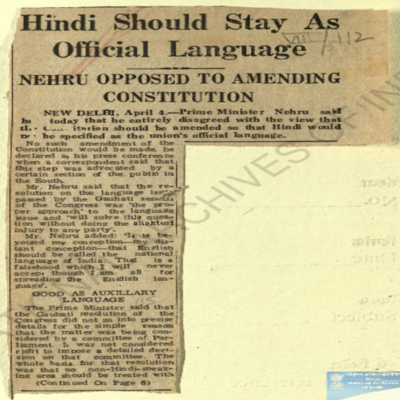 Hindi Should Stay As
Official Language
NEHRU OPPOSED TO AMENDING
CONSTITUTION
NEW DELHI, April 4.—Prime Minister Nehru said
today that he entirely disagreed with the view that
the should be amended so that Hindi would
be specified as the union's official language.
No such amendment of the
Constitution would be made, he
declared at his press conference
when a correspondent said that
this step was advocated by a
certain section of the public in
the South.
Mr. Nehru said that the re-
solution on the language issue
passed by the Gauhati session
of the Congress was 'the pro-
per approach' to the language
issue and 'will solve this ques-
tion without doing the slightest
injury to any party'.
Mr. Nehru added: 'It is be-
yond my conception—my dis-
tant conception—that English
should be called the national
language of India. That is a
falsehood which I will never
accept though I am all for
spreading the English lan-
guage.'
GOOD AS AUXILLARY
LANGUAGE
The Prime Minister said that
the Gauhati resolution of the
Congress did not go into precise
details for the simple reason
that the matter was being con-
sidered by a committee of Par-
liament. It was not considered
right to impose a detailed deci-
sion on that committee. The
whole basis for that resolution
was that no non-Hindi-speak-
ing area should be treated with
(Continued On Page 6)